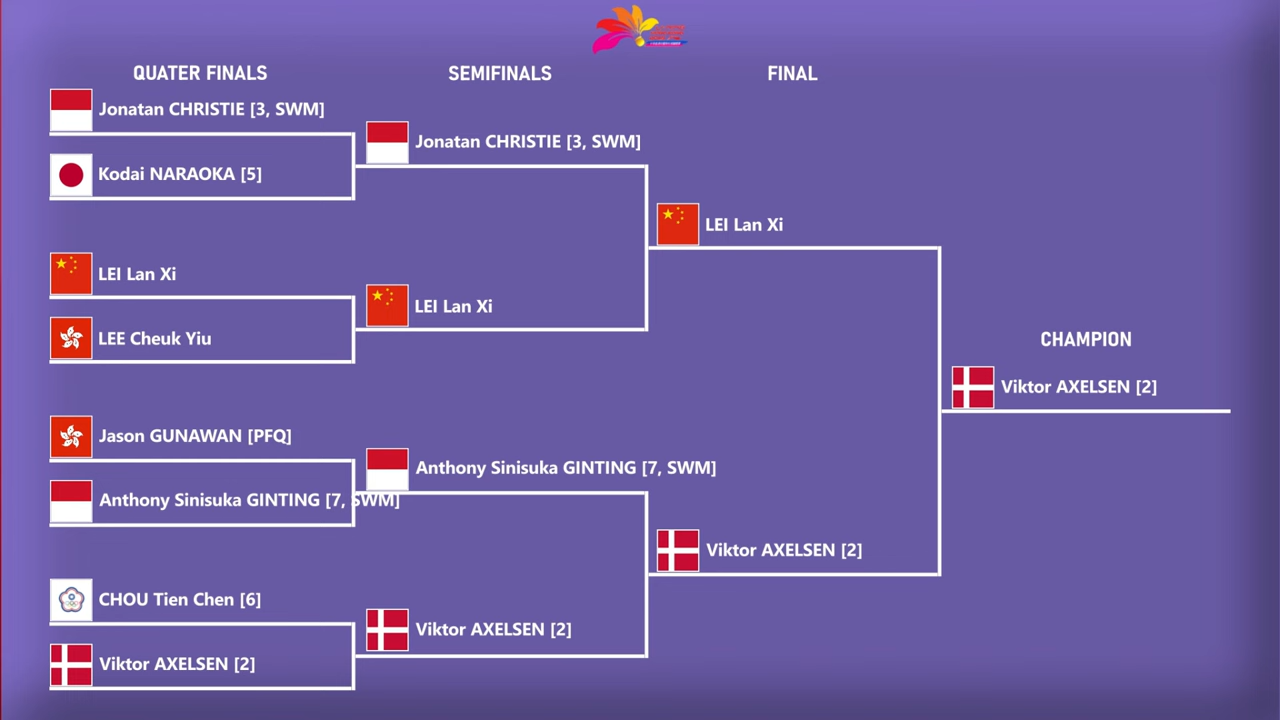 QUATER FINALS
SEMIFINALS
FINAL
Jonatan CHRISTIE [3, SWM]
Kodai NARAOKA [5]
LEI Lan Xi
LEE Cheuk Yiu
Jason GUNAWAN [PFQ]
Anthony Sinisuka GINTING [7, SWM]
CHOU Tien Chen [6]
Viktor AXELSEN [2]
Jonatan CHRISTIE [3, SWM]
LEI Lan Xi
Anthony Sinisuka GINTING [7, SWM]
Viktor AXELSEN [2]
LEI Lan Xi
Viktor AXELSEN [2]
CHAMPION
Viktor AXELSEN [2]